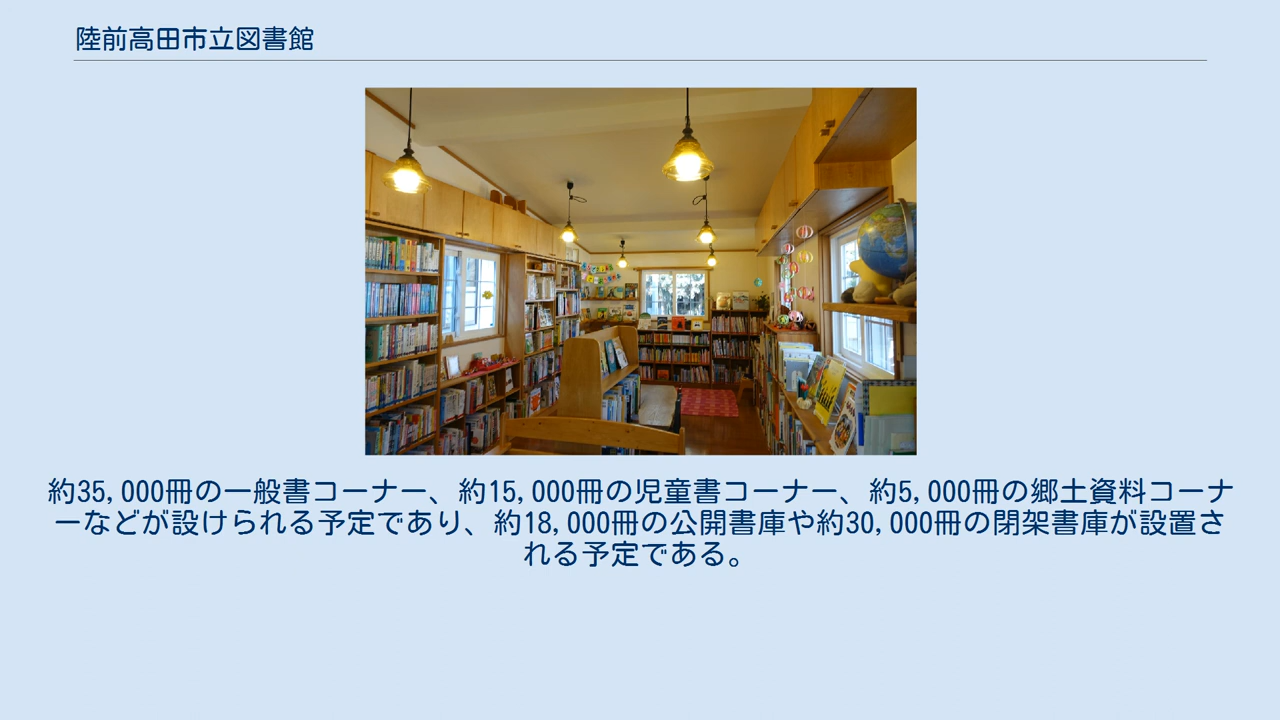 陸前高田市立図書館
約35,000冊の一般書コーナー、約15,000冊の児童書コーナー、約5,000冊の郷土資料コーナ
ーなどが設けられる予定であり、約18,000冊の公開書庫や約30,000冊の閉架書庫が設置さ
れる予定である。